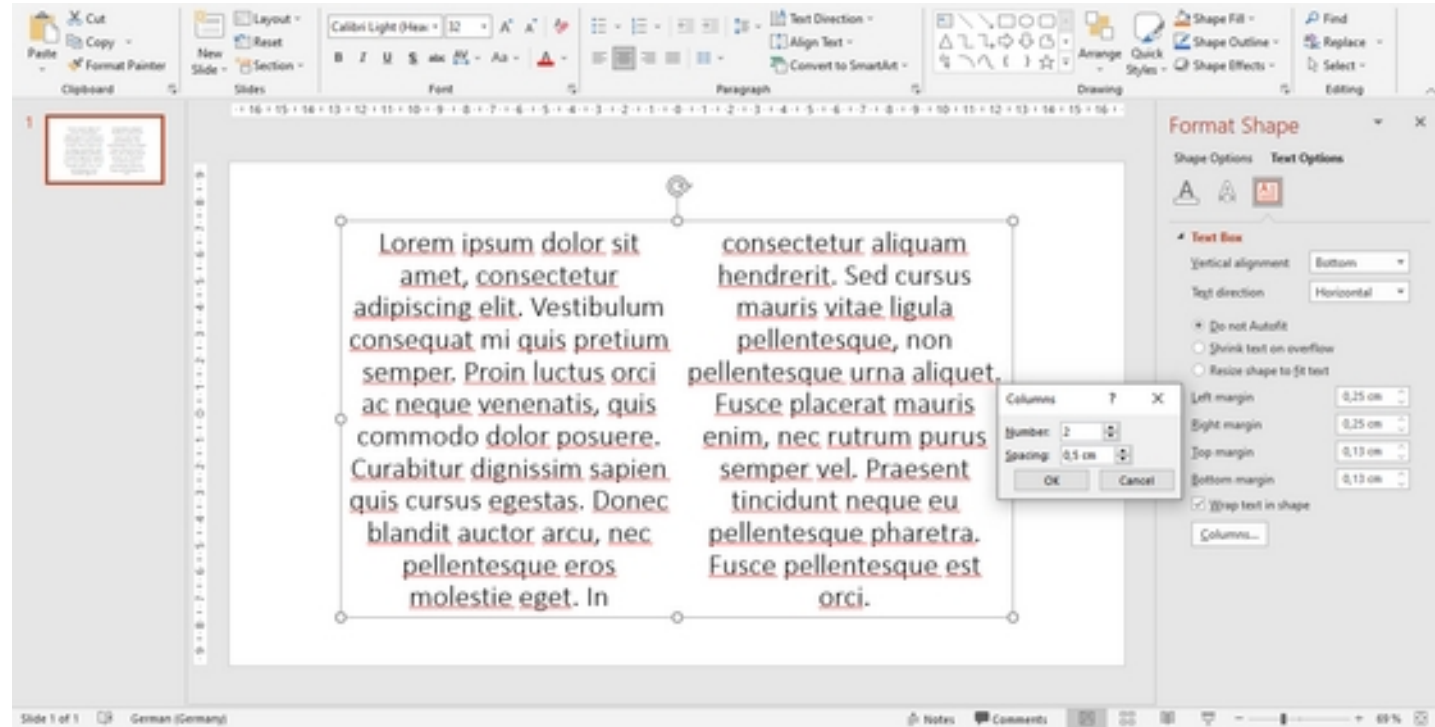 Cut
Copy
Format Painter
Paste
Clipboard
New Slide
Layout
Reset
Section
Slides
Calibri Light (Hea 32
B I U S abc AV Aa A
Font
Text Direction
Align Text
Convert to SmartArt
Paragraph
Arrange
Quick Styles
Shape Fill
Shape Outline
Shape Effects
Drawing
Find
Replace
Select
Editing
1
Lorem ipsum dolor sit
amet, consectetur
adipiscing elit. Vestibulum
consequat mi quis pretium
semper. Proin luctus orci
ac neque venenatis, quis
commodo dolor posuere.
Curabitur dignissim sapien
quis cursus egestas. Donec
blandit auctor arcu, nec
pellentesque eros
molestie eget. In
consectetur aliquam
hendrerit. Sed cursus
mauris vitae ligula
pellentesque, non
pellentesque urna aliquet.
Fusce placerat mauris
enim, nec rutrum purus
semper vel. Praesent
tincidunt neque eu
pellentesque pharetra.
Fusce pellentesque est
orci.
Columns ? ×
Number: 2
Spacing: 0,5 cm
OK Cancel
Format Shape
Shape Options Text Options
Text Box
Vertical alignment Bottom
Text direction Horizontal
Do not Autofit
Shrink text on overflow
Resize shape to fit text
Left margin 0,25 cm
Right margin 0,25 cm
Top margin 0,13 cm
Bottom margin 0,13 cm
Wrap text in shape
Columns...
Slide 1 of 1 German (Germany) Notes Comments 69 %